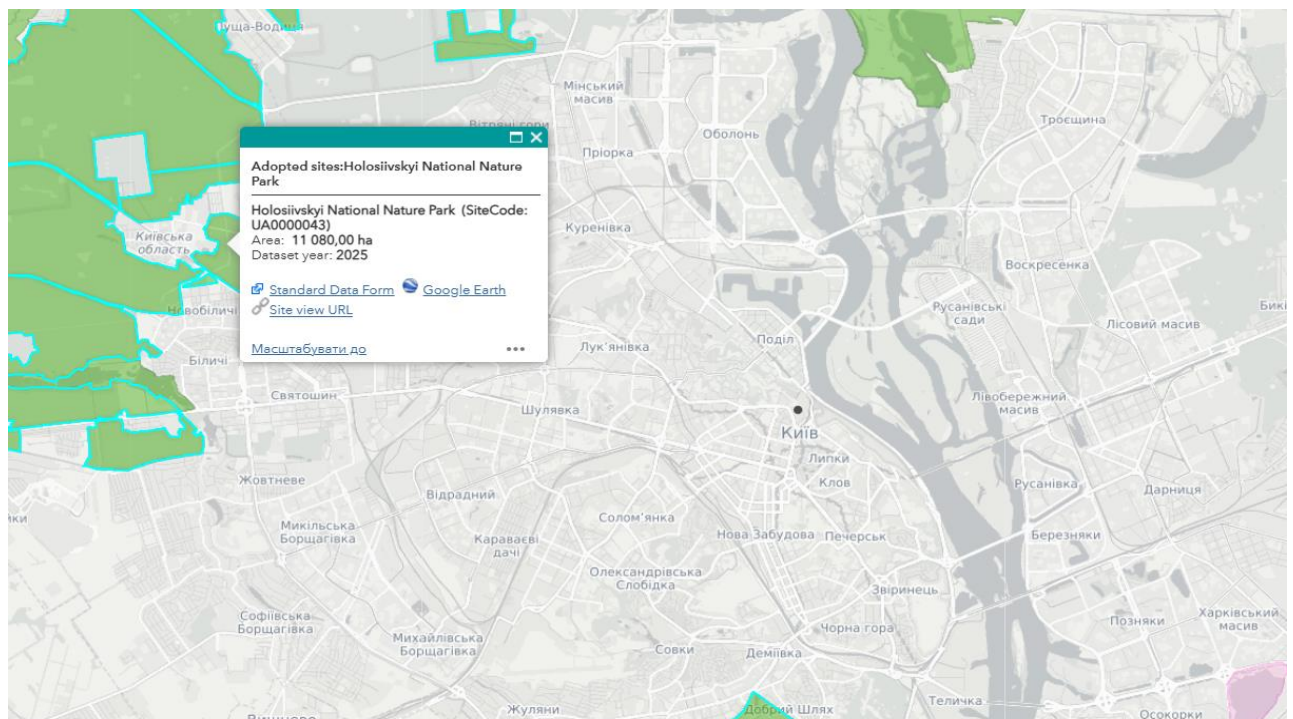 Пуща-Водиця
Мінський
масив
Троєщина
Вітряні гори
Оболонь
Пріорка
Adopted sites:Holosiivskyi National Nature
Park
Holosiivskyi National Nature Park (SiteCode:
UA0000043)
Area: 11 080,00 ha
Dataset year: 2025
Standard Data Form Google Earth
Site view URL
Масштабувати до
Київська
область
Куренівка
Воскресенка
Новобіличі
Русанівські
сади
Лісовий масив
Біличі
Лук'янівка
Поділ
Святошин
Шулявка
Лівобережний
масив
Київ
Липки
Клов
Жовтневе
Відрадний
Русанівка
Дарниця
Микільська
Борщагівка
Солом'янка
Караваєві
дачі
Нова Забудова
Печерськ
Березняки
Олександрівська
Слобідка
Звіринець
Софіївська
Борщагівка
Михайлівська
Борщагівка
Чорна гора
Позняки
Харківський
масив
Совки
Деміївка
Жуляни
Добрий Шлях
Теличка
Осокорки